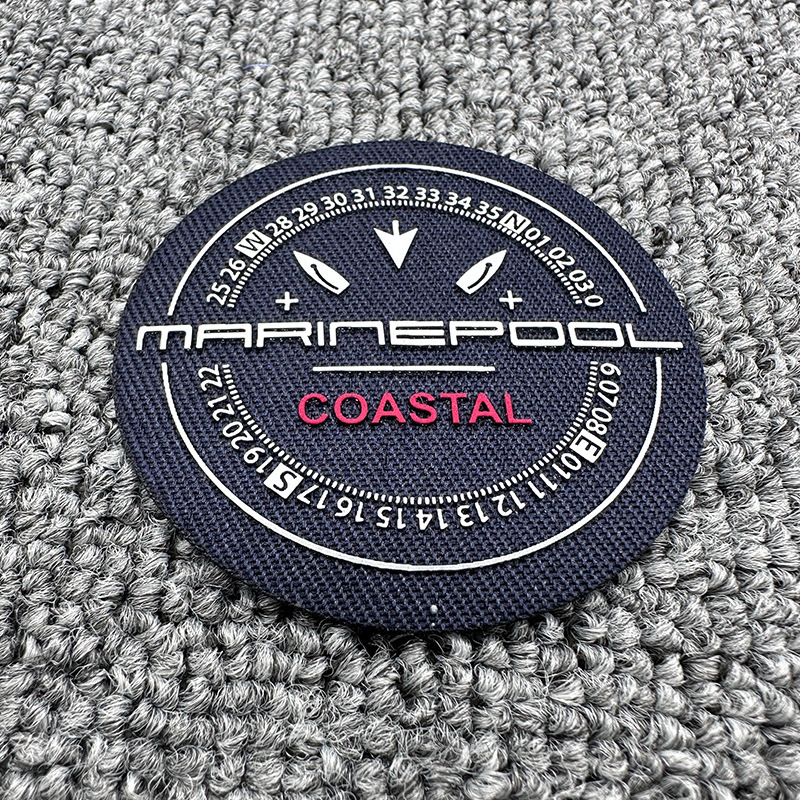 25 26 W 28 29 30 31 32 33 34 35 N 01 02 03 0
MARINEPOOL
COASTAL
6 07 08 E 10 11 12 13 14 15 16 17 S 19 20 21 22